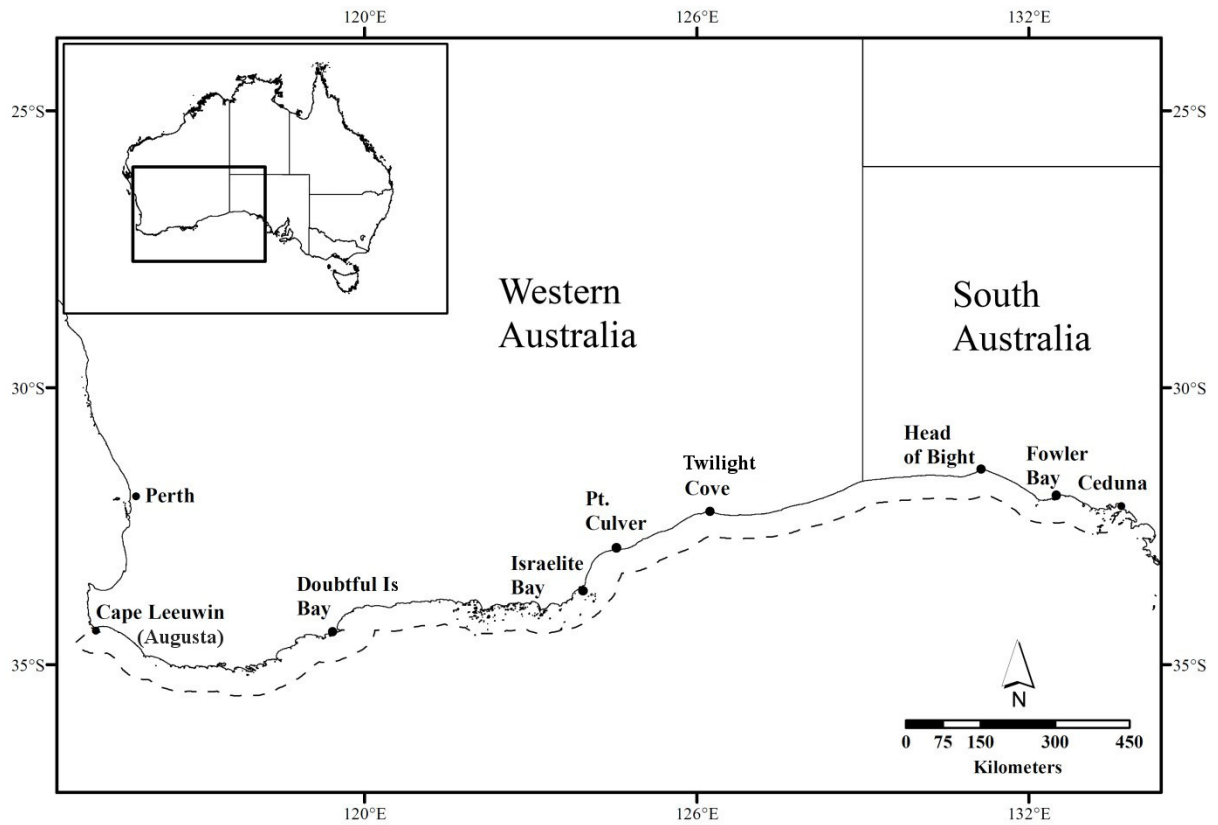 120°E
126°E
132°E
25°S
25°S
Western
Australia
South
Australia
30°S
30°S
Head
of Bight
Fowler
Bay
Ceduna
Twilight
Cove
Perth
Pt.
Culver
Israelite
Bay
Doubtful Is
Bay
Cape Leeuwin
(Augusta)
35°S
35°S
N
0 75 150 300 450
Kilometers
120°E
126°E
132°E